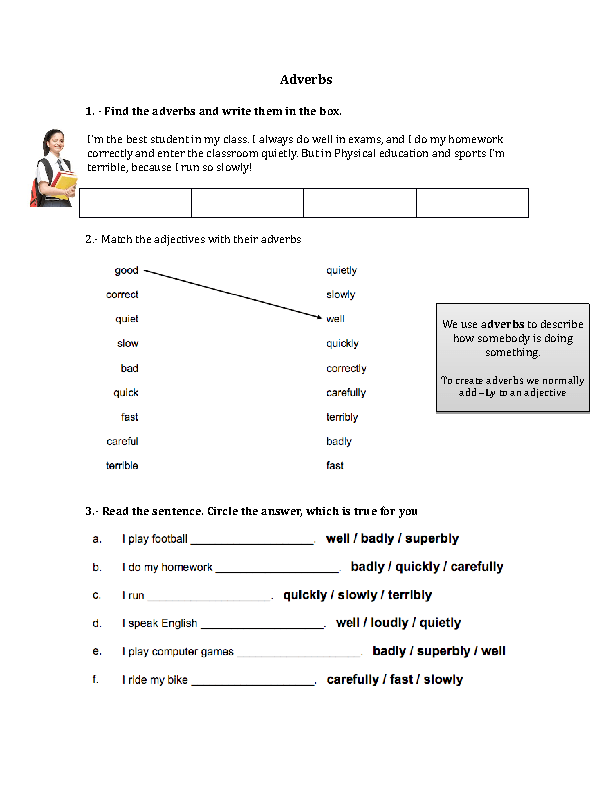 Adverbs
1. - Find the adverbs and write them in the box.
I'm the best student in my class. I always do well in exams, and I do my homework
correctly and enter the classroom quietly. But in Physical education and sports I'm
terrible, because I run so slowly!
2.- Match the adjectives with their adverbs
good quietly
correct slowly
quiet well
slow quickly
bad correctly
quick carefully
fast terribly
careful badly
terrible fast
We use adverbs to describe
how somebody is doing
something.
To create adverbs we normally
add –Ly to an adjective
3.- Read the sentence. Circle the answer, which is true for you
a. I play football ____________________. well / badly / superbly
b. I do my homework ____________________. badly / quickly / carefully
c. I run ____________________. quickly / slowly / terribly
d. I speak English ____________________. well / loudly / quietly
e. I play computer games ____________________. badly / superbly / well
f. I ride my bike ____________________. carefully / fast / slowly